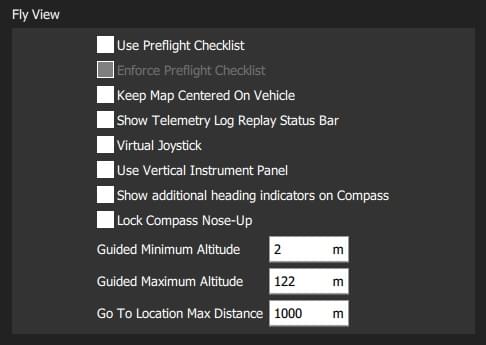 Fly View
Use Preflight Checklist
Enforce Preflight Checklist
Keep Map Centered On Vehicle
Show Telemetry Log Replay Status Bar
Virtual Joystick
Use Vertical Instrument Panel
Show additional heading indicators on Compass
Lock Compass Nose-Up
Guided Minimum Altitude 2 m
Guided Maximum Altitude 122 m
Go To Location Max Distance 1000 m